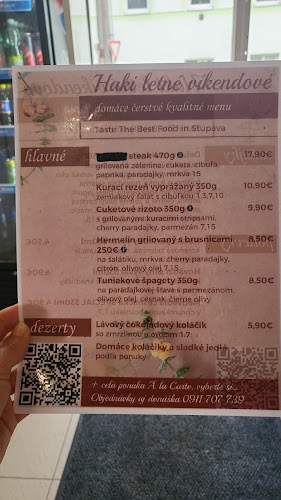 Haki letné víkendové
domáce čerstvé kvalitné menu
Taste The Best Food in Stupava
hlavné
steak 470g 17,90€
grilovaná zelenina: cuketa, cibuľa,
paprika, paradajky, mrkva 15
Kurací rezeň vyprážaný 350g 10,90€
zemiakový šalát s cibuľkou 1,3,7,10
Cuketové rizoto 350g 9,90€
s grilovanými kuracími stripsami,
cherry paradajky, parmezán 7,15
Hermelín grilovaný s brusnicami 8,50€
250€
na šalátiku, mrkva, cherry paradajky,
citrón, olivový olej 7,15
Tuniakové špagety 350g 8,50€
na paradajkovej šťave s parmezánom,
olivový olej, cesnak, čierne olivy
dezerty
Lávový čokoládový koláčik 5,90€
so zmrzlinou a ovocím 1,7
Domáce koláčiky a sladké jedlá
podľa ponuky
+ celá ponuka A la Carte, vyberte si...
Objednávky aj donáška 0911 707 739